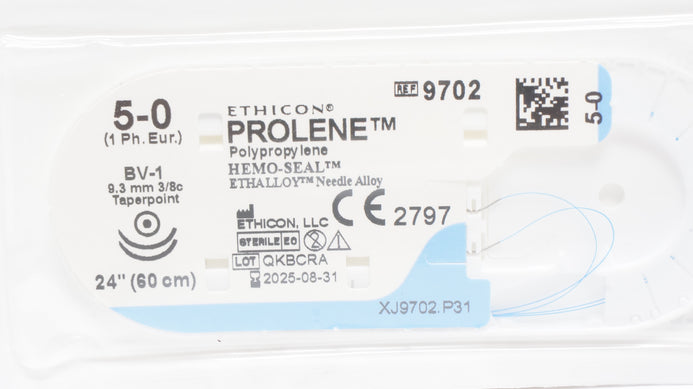 5-0
(1 Ph. Eur.)
BV-1
9.3 mm 3/8c
Taperpoint
24" (60 cm)
ETHICON®
PROLENE™
Polypropylene
HEMO-SEAL™
ETHALLOY™ Needle Alloy
ETHICON, LLC
STERILE EO
LOT QKBCRA
2025-08-31
CE 2797
REF 9702
5-0
XJ9702.P31